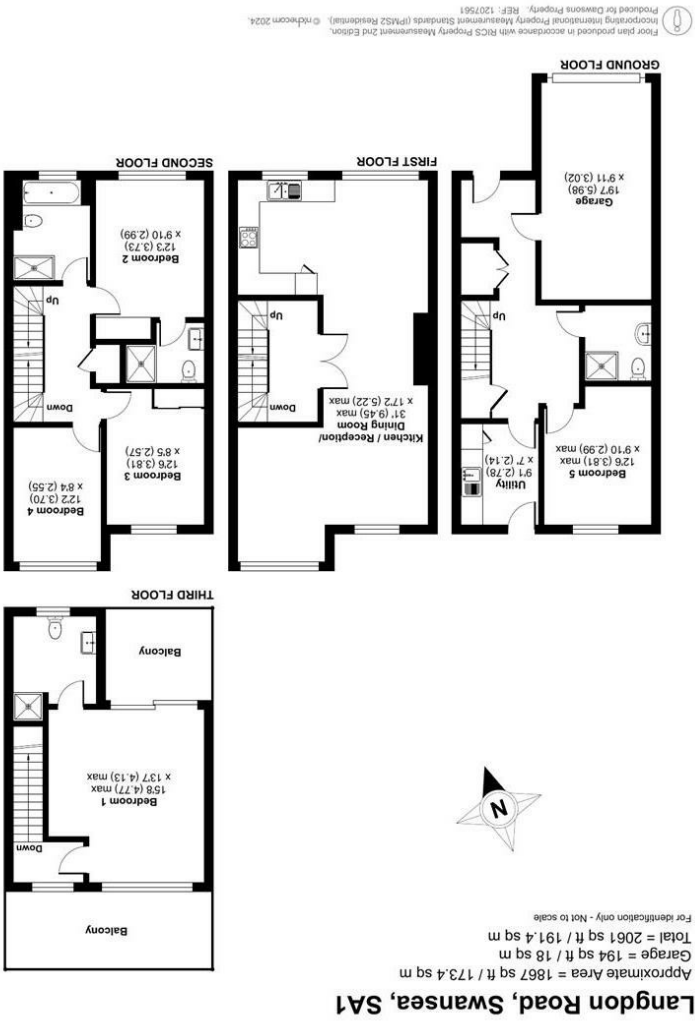 Langdon Road, Swansea, SA1
Approximate Area = 1867 sq ft / 173.4 sq m
Garage = 194 sq ft / 18 sq m
Total = 2061 sq ft / 191.4 sq m
For identification only - Not to scale
N
Balcony
Down
Bedroom 1
15'8 (4.77) max
x 13'7 (4.13) max
Balcony
THIRD FLOOR
Bedroom 5
12'6 (3.81) max
x 9'10 (2.99) max
Utility
9'1 (2.78)
x 7' (2.14)
Up
Garage
19'7 (5.98)
x 9'11 (3.02)
GROUND FLOOR
Kitchen / Reception/
Dining Room
31' (9.45) max
x 17'2 (5.22) max
Down
Up
FIRST FLOOR
Bedroom 3
12'6 (3.81)
x 8'5 (2.57)
Bedroom 4
12'2 (3.70)
x 8'4 (2.55)
Down
Up
Bedroom 2
12'3 (3.73)
x 9'10 (2.99)
SECOND FLOOR
Floor plan produced in accordance with RICS Property Measurement 2nd Edition,
Incorporating International Property Measurement Standards (IPMS2 Residential). © nichecom 2024.
Produced for Dawsons Property. REF: 1207561